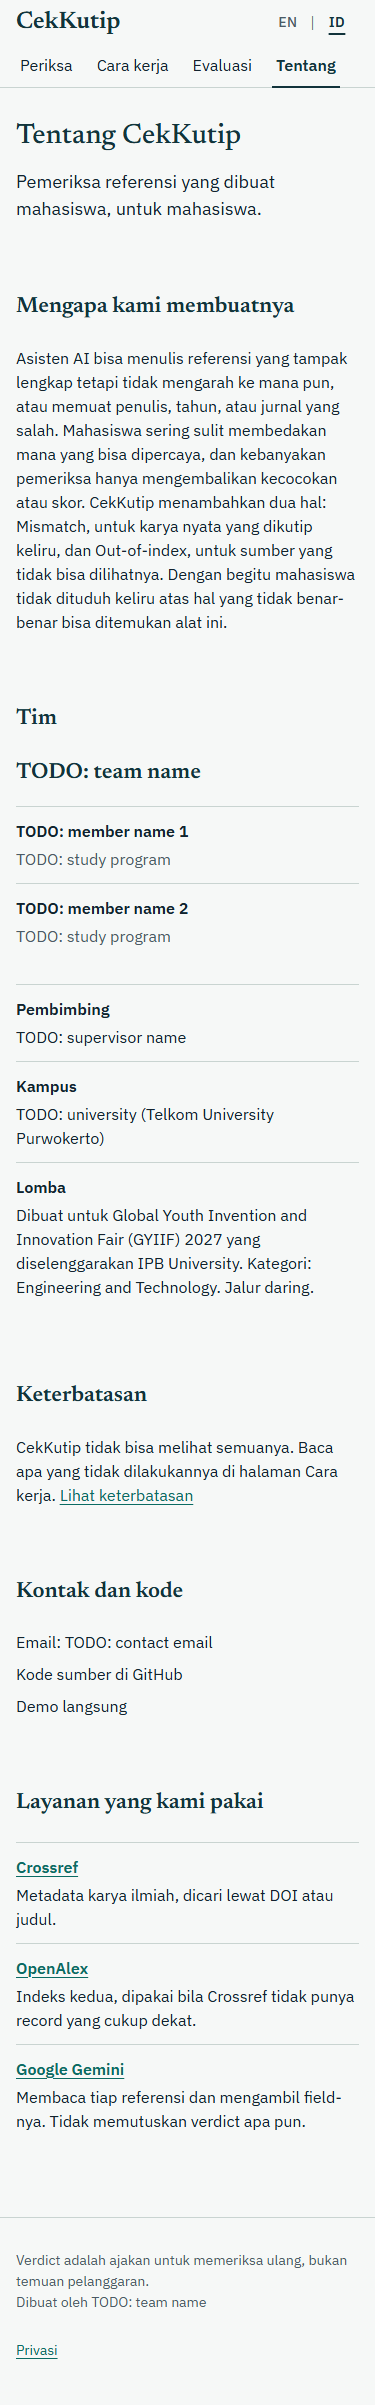 CekKutip
EN | ID
Periksa Cara kerja Evaluasi Tentang
Tentang CekKutip
Pemeriksa referensi yang dibuat
mahasiswa, untuk mahasiswa.
Mengapa kami membuatnya
Asisten AI bisa menulis referensi yang tampak
lengkap tetapi tidak mengarah ke mana pun,
atau memuat penulis, tahun, atau jurnal yang
salah. Mahasiswa sering sulit membedakan
mana yang bisa dipercaya, dan kebanyakan
pemeriksa hanya mengembalikan kecocokan
atau skor. CekKutip menambahkan dua hal:
Mismatch, untuk karya nyata yang dikutip
keliru, dan Out-of-index, untuk sumber yang
tidak bisa dilihatnya. Dengan begitu mahasiswa
tidak dituduh keliru atas hal yang tidak benar-
benar bisa ditemukan alat ini.
Tim
TODO: team name
TODO: member name 1
TODO: study program
TODO: member name 2
TODO: study program
Pembimbing
TODO: supervisor name
Kampus
TODO: university (Telkom University
Purwokerto)
Lomba
Dibuat untuk Global Youth Invention and
Innovation Fair (GYIIF) 2027 yang
diselenggarakan IPB University. Kategori:
Engineering and Technology. Jalur daring.
Keterbatasan
CekKutip tidak bisa melihat semuanya. Baca
apa yang tidak dilakukannya di halaman Cara
kerja. Lihat keterbatasan
Kontak dan kode
Email: TODO: contact email
Kode sumber di GitHub
Demo langsung
Layanan yang kami pakai
Crossref
Metadata karya ilmiah, dicari lewat DOI atau
judul.
OpenAlex
Indeks kedua, dipakai bila Crossref tidak punya
record yang cukup dekat.
Google Gemini
Membaca tiap referensi dan mengambil field-
nya. Tidak memutuskan verdict apa pun.
Verdict adalah ajakan untuk memeriksa ulang, bukan
temuan pelanggaran.
Dibuat oleh TODO: team name
Privasi